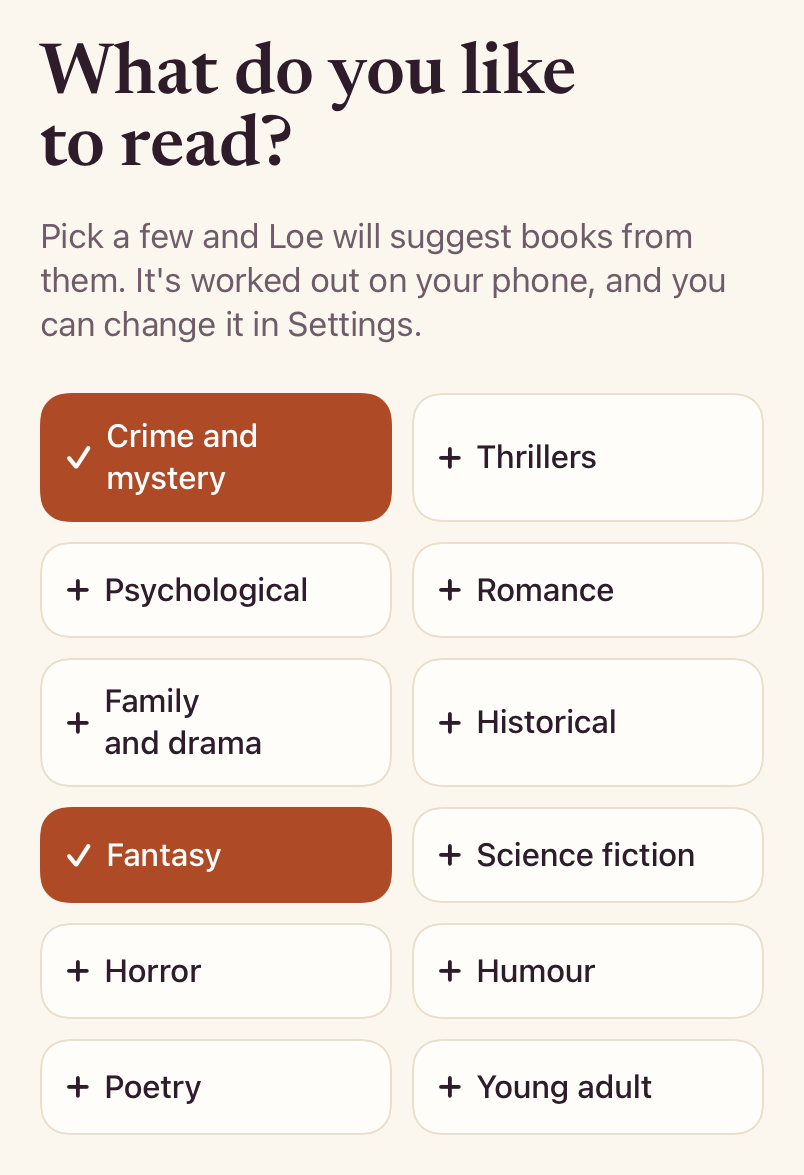 What do you like
to read?
Pick a few and Loe will suggest books from
them. It's worked out on your phone, and you
can change it in Settings.
Crime and
mystery
Thrillers
Psychological
Romance
Family
and drama
Historical
Fantasy
Science fiction
Horror
Humour
Poetry
Young adult